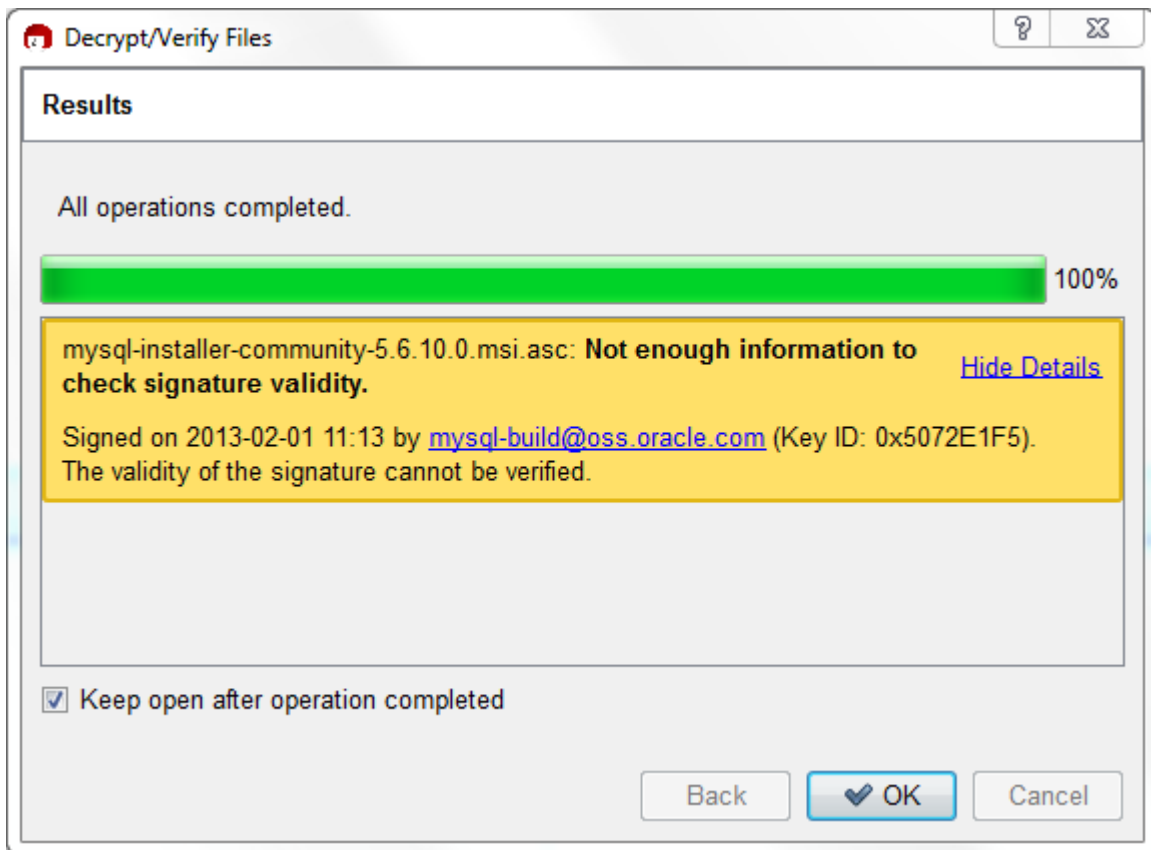 Decrypt/Verify Files
Results
All operations completed.
100%
mysql-installer-community-5.6.10.0.msi.asc: Not enough information to
check signature validity.
Hide Details
Signed on 2013-02-01 11:13 by mysql-build@oss.oracle.com (Key ID: 0x5072E1F5).
The validity of the signature cannot be verified.
Keep open after operation completed
Back
OK
Cancel